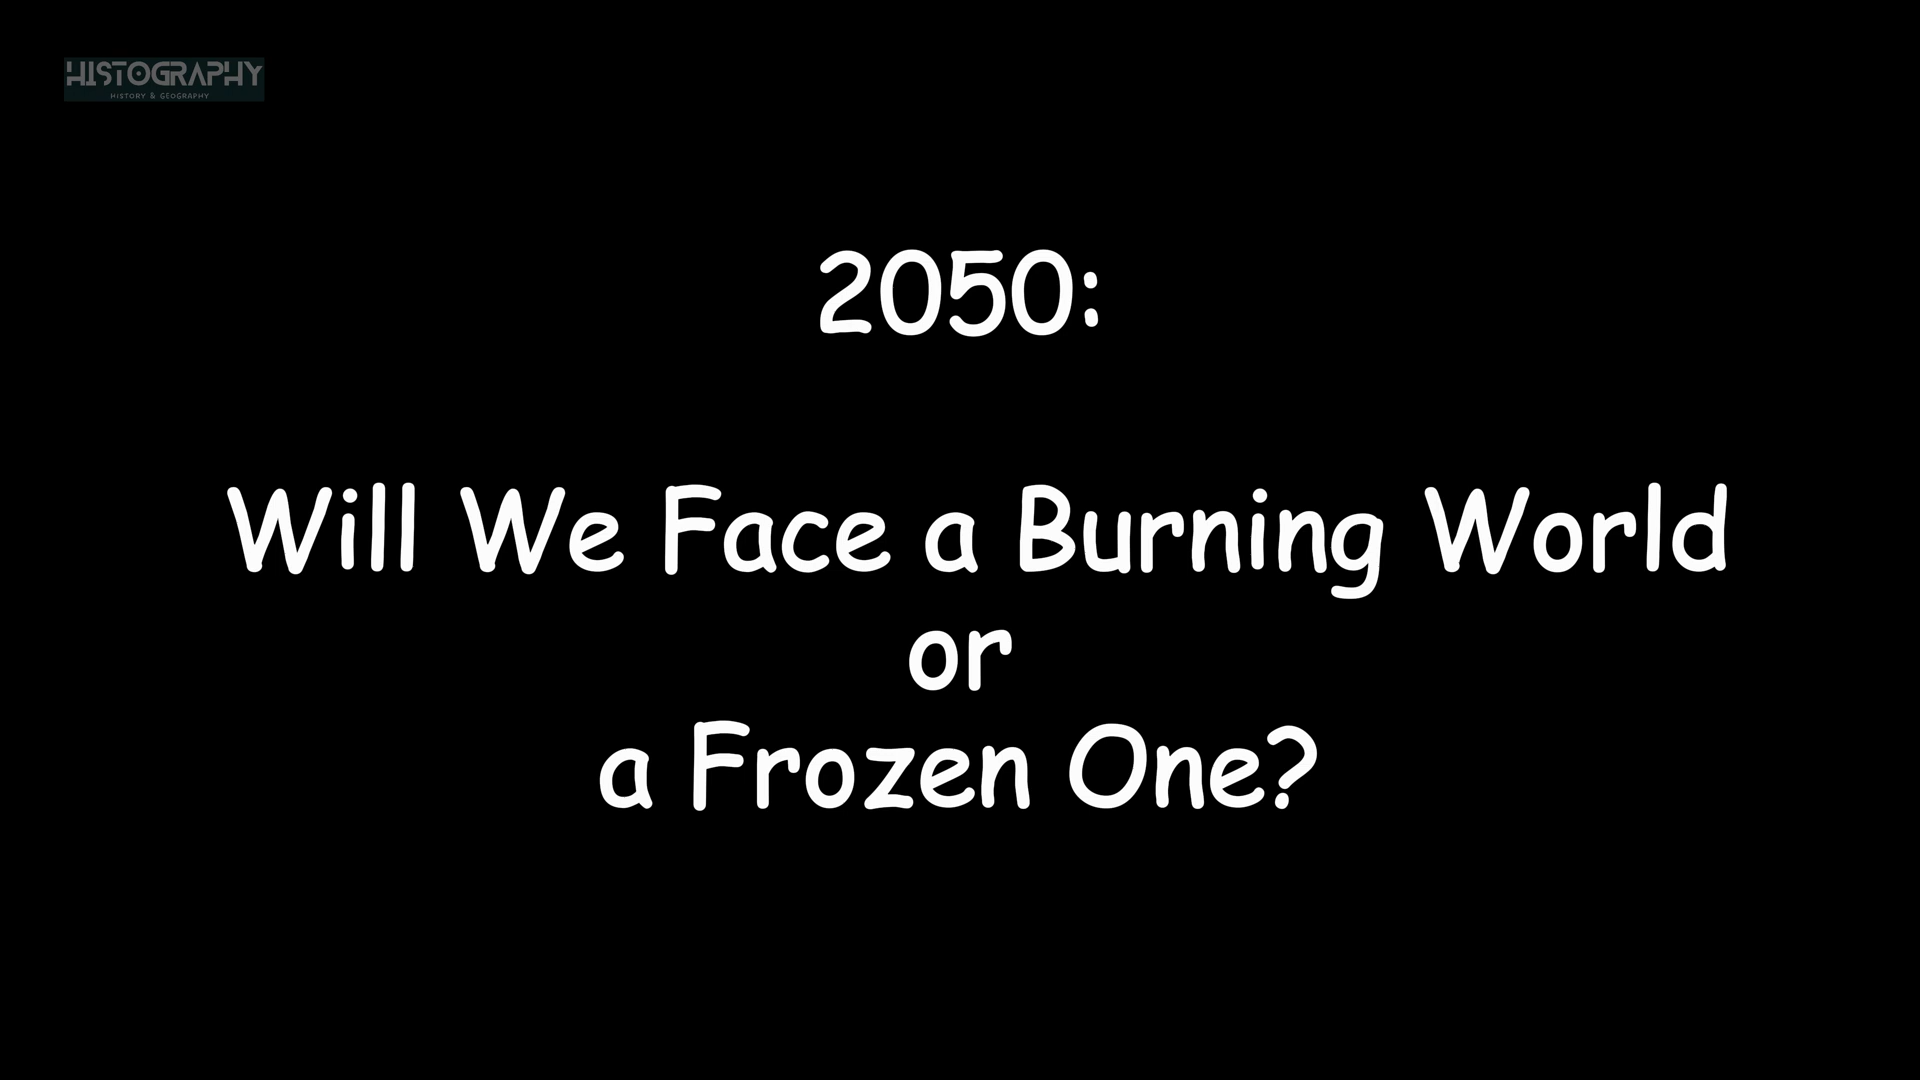 HISTOGRAPHY
HISTORY & GEOGRAPHY
2050:
Will We Face a Burning World
or
a Frozen One?